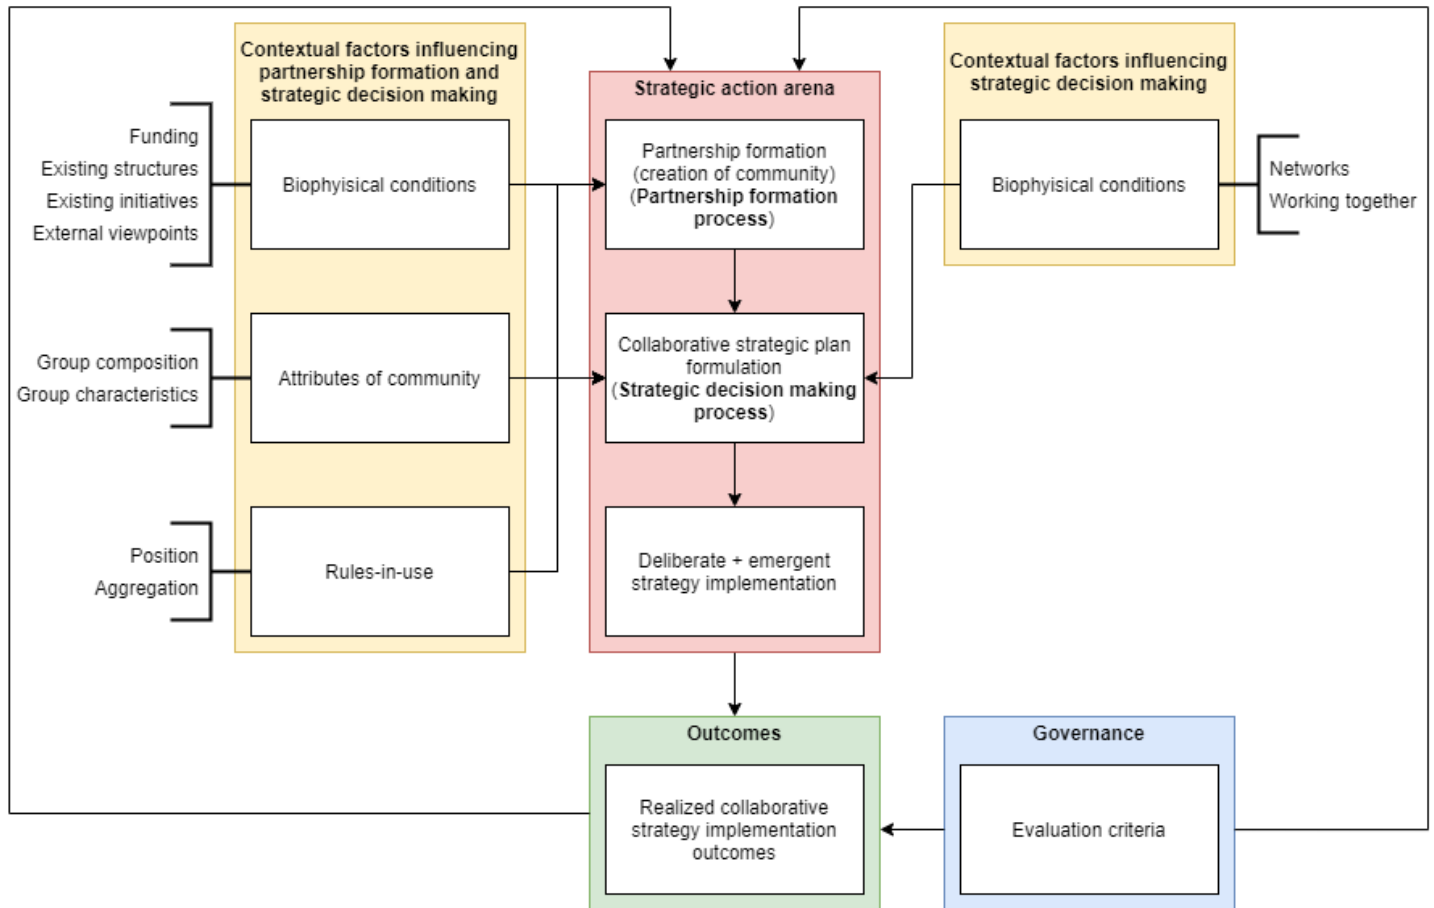 Contextual factors influencing
partnership formation and
strategic decision making
Funding
Existing structures
Existing initiatives
External viewpoints
Biophyisical conditions
Group composition
Group characteristics
Attributes of community
Position
Aggregation
Rules-in-use
Strategic action arena
Partnership formation
(creation of community)
(Partnership formation
process)
Collaborative strategic plan
formulation
(Strategic decision making
process)
Deliberate + emergent
strategy implementation
Contextual factors influencing
strategic decision making
Biophyisical conditions
Networks
Working together
Outcomes
Realized collaborative
strategy implementation
outcomes
Governance
Evaluation criteria